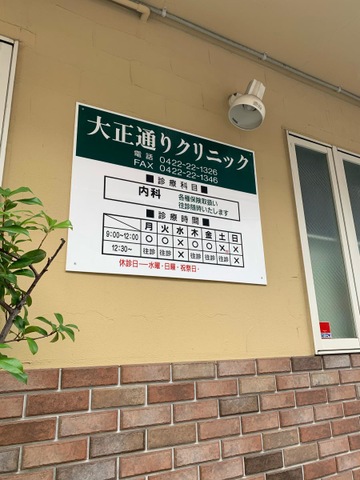 大正通りクリニック
電話 0422-22-1326
FAX 0422-22-1346
■診療科目■
内科 各種保険取扱い
往診随時いたします
■診療時間■
月 火 水 木 金 土 日
9:00~12:00 ○ ○ × ○ ○ ○ ×
12:30~ 往診 往診 × 往診 往診 往診 ×
休診日──水曜・日曜・祝祭日・